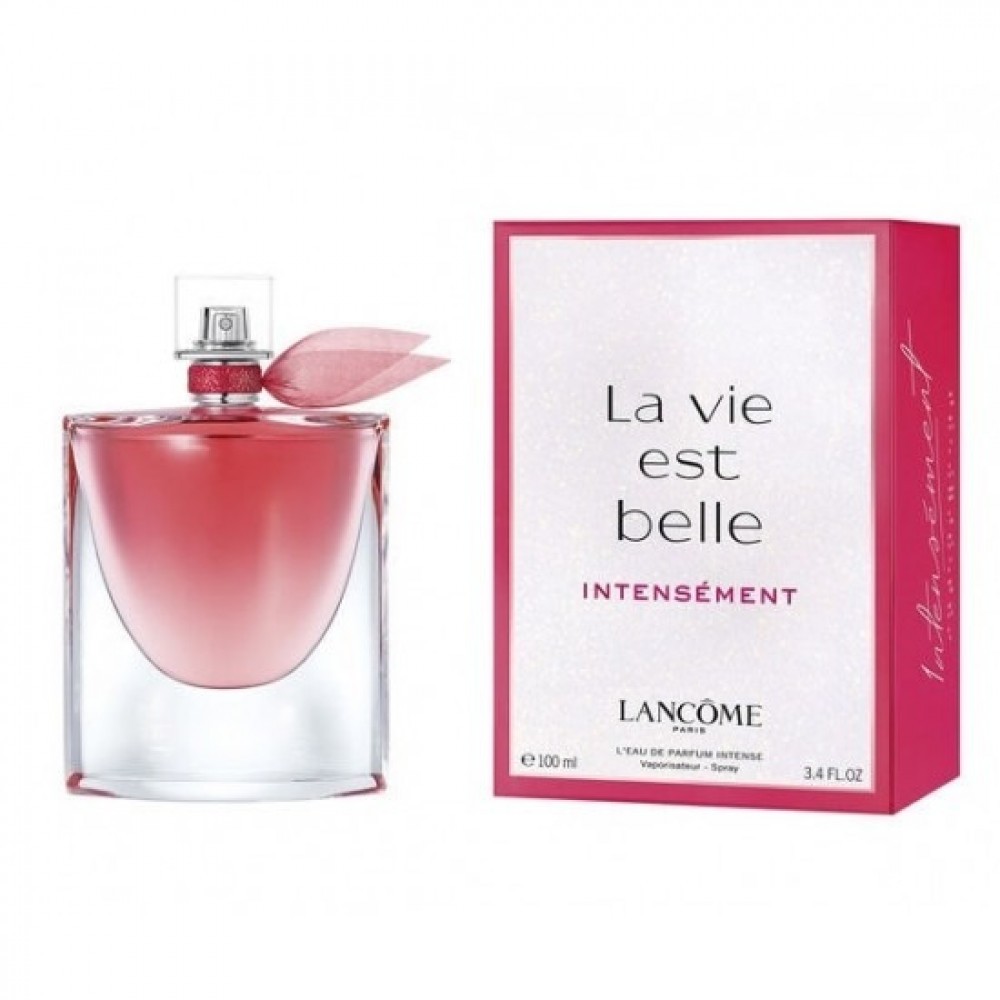 La vie
est
belle
INTENSÉMENT
LANCÔME
PARIS
L'EAU DE PARFUM INTENSE
Vaporisateur - Spray
e 100 ml
3.4 FL.OZ
Intensément